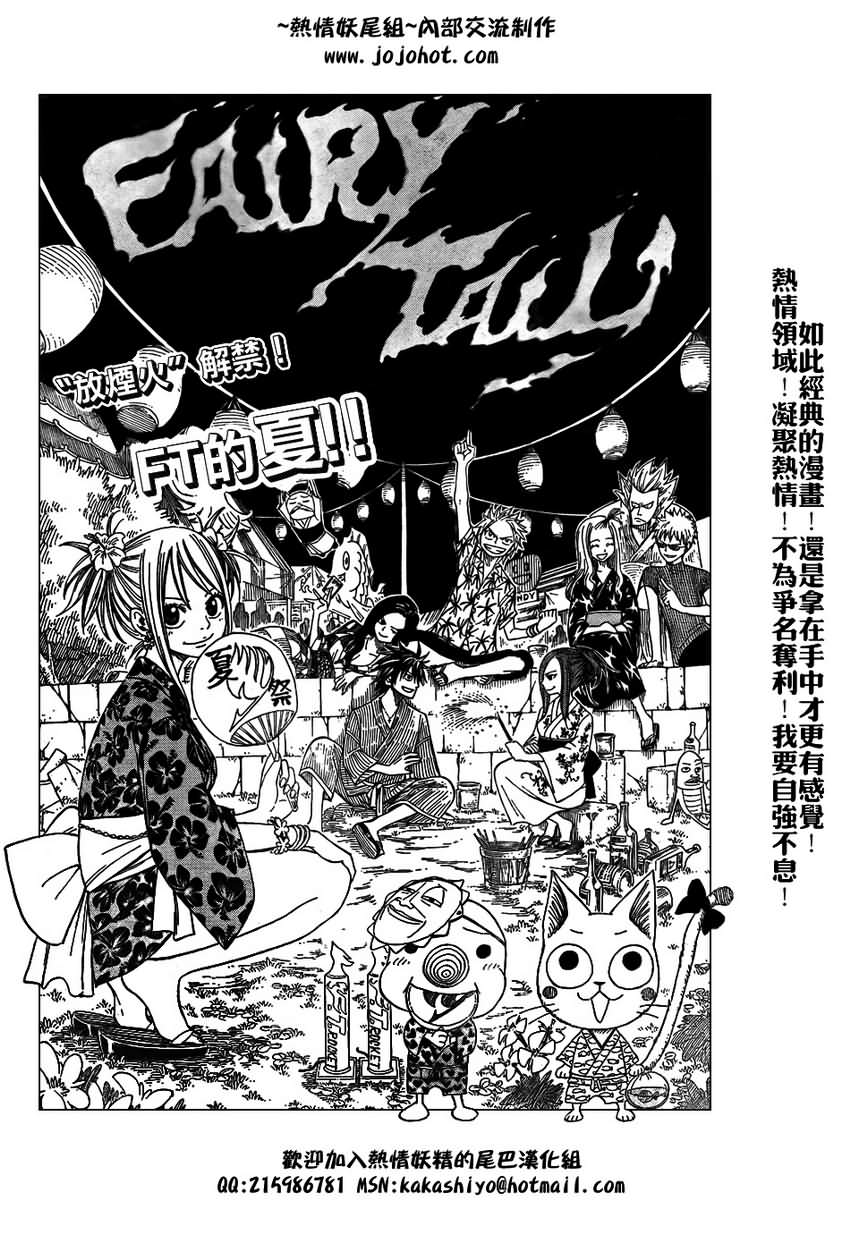 ~熱情妖尾組~內部交流制作
www.jojohot.com
FAIRY
TAIL
"放煙火"解禁！
FT的夏!!
夏
祭
NDY
F.T. ROCKET
F.T. ROCKET
如此經典的漫畫！還是拿在手中才更有感覺！
熱情領域！凝聚熱情！不為爭名奪利！我要自強不息！
歡迎加入熱情妖精的尾巴漢化組
QQ:215986781 MSN:kakashiyo@hotmail.com